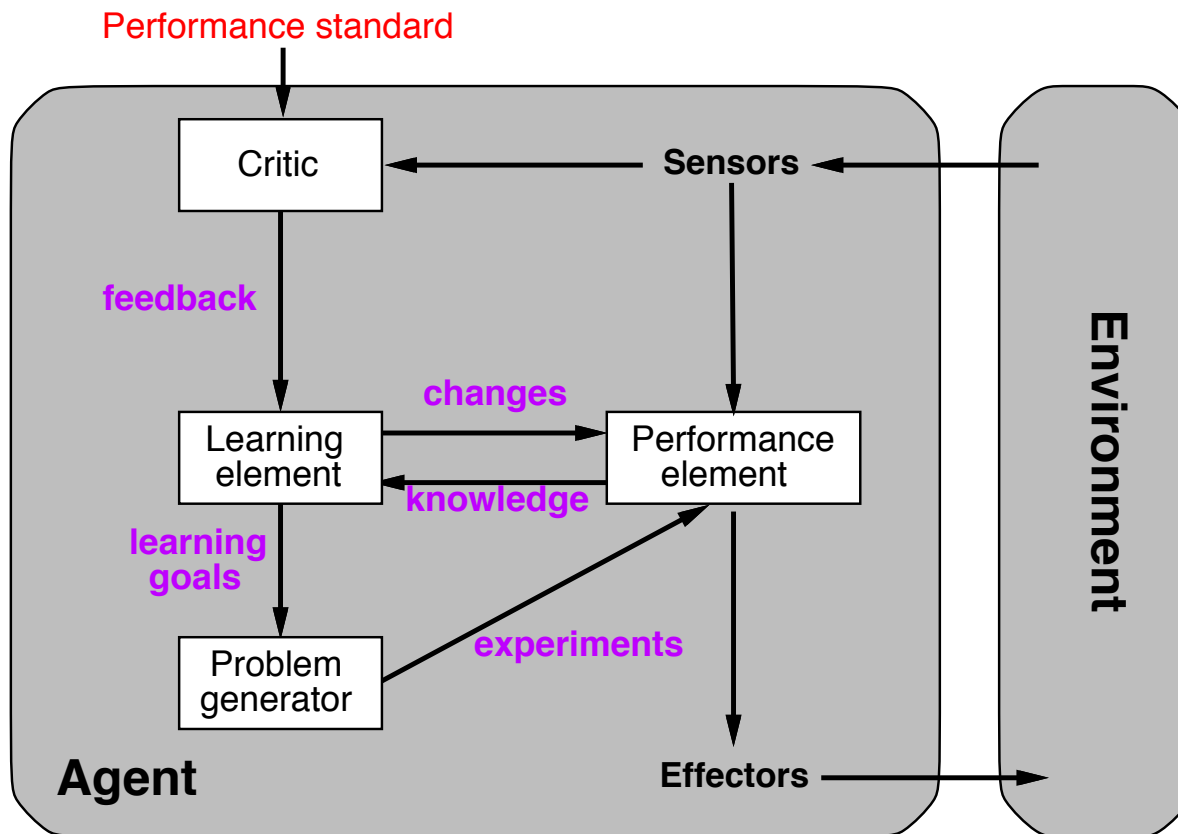 Performance standard
Critic
Sensors
feedback
changes
Learning
element
Performance
element
knowledge
learning
goals
experiments
Problem
generator
Agent
Effectors
Environment